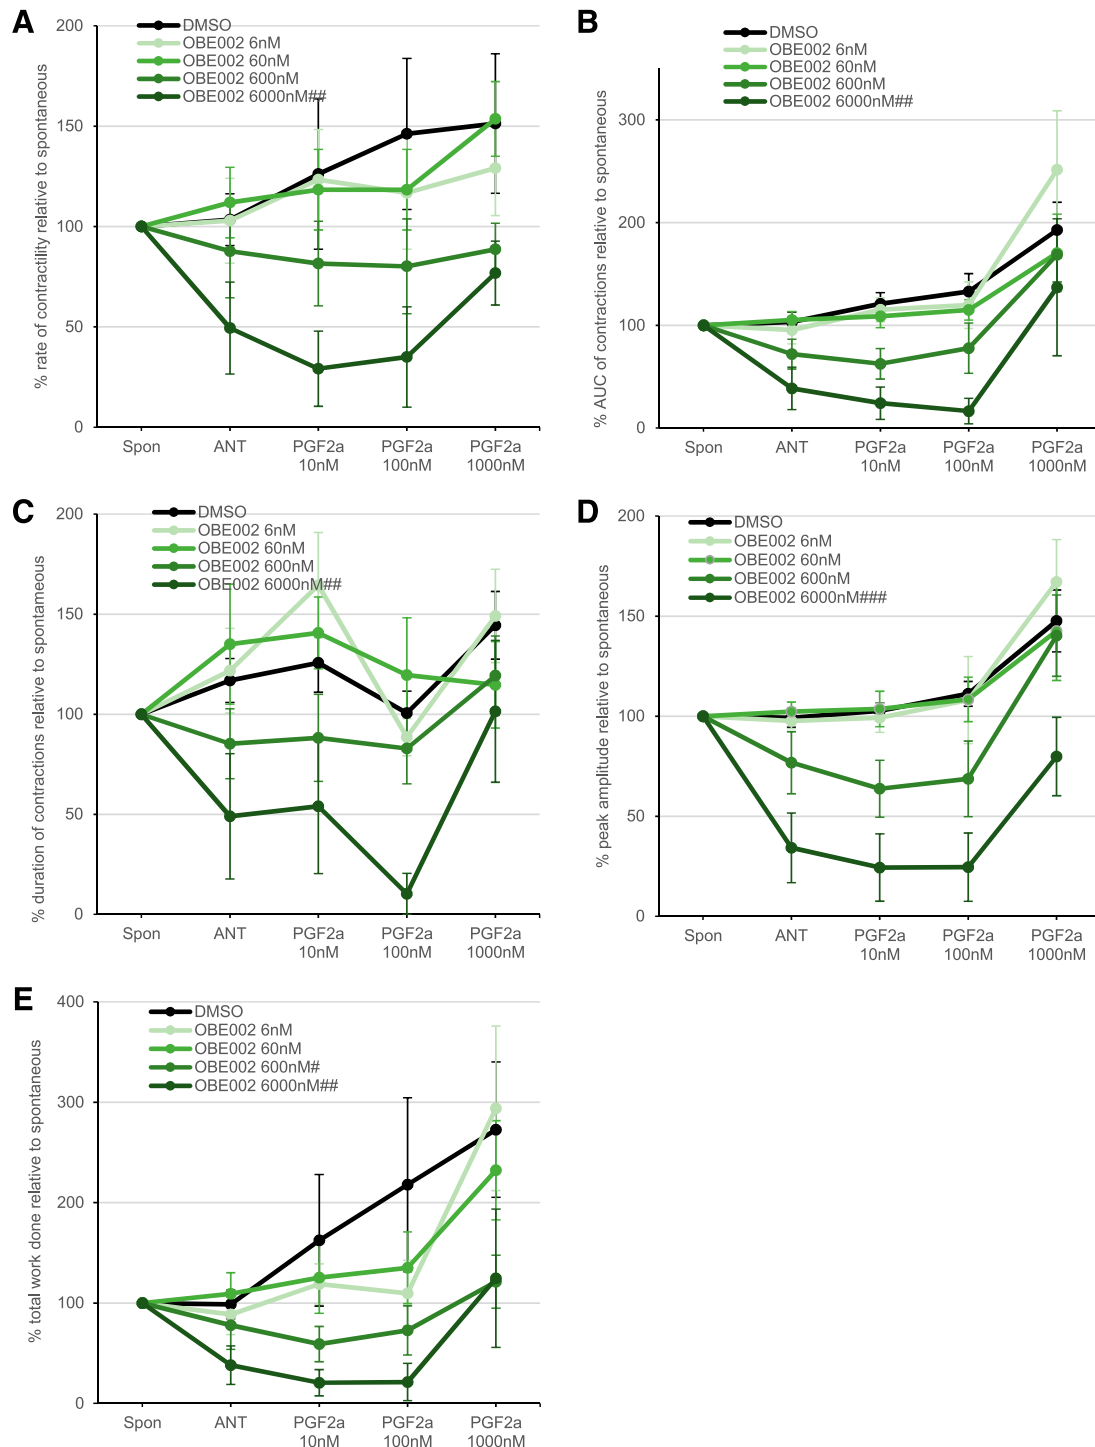 A
% rate of contractility relative to spontaneous
200
150
100
50
0
DMSO
OBE002 6nM
OBE002 60nM
OBE002 600nM
OBE002 6000nM##
Spon
ANT
PGF2a
10nM
PGF2a
100nM
PGF2a
1000nM
B
% AUC of contractions relative to spontaneous
300
200
100
0
DMSO
OBE002 6nM
OBE002 60nM
OBE002 600nM
OBE002 6000nM##
Spon
ANT
PGF2a
10nM
PGF2a
100nM
PGF2a
1000nM
C
% duration of contractions relative to spontaneous
200
150
100
50
0
DMSO
OBE002 6nM
OBE002 60nM
OBE002 600nM
OBE002 6000nM##
Spon
ANT
PGF2a
10nM
PGF2a
100nM
PGF2a
1000nM
D
% peak amplitude relative to spontaneous
200
150
100
50
0
DMSO
OBE002 6nM
OBE002 60nM
OBE002 600nM
OBE002 6000nM###
Spon
ANT
PGF2a
10nM
PGF2a
100nM
PGF2a
1000nM
E
% total work done relative to spontaneous
400
300
200
100
0
DMSO
OBE002 6nM
OBE002 60nM
OBE002 600nM#
OBE002 6000nM##
Spon
ANT
PGF2a
10nM
PGF2a
100nM
PGF2a
1000nM